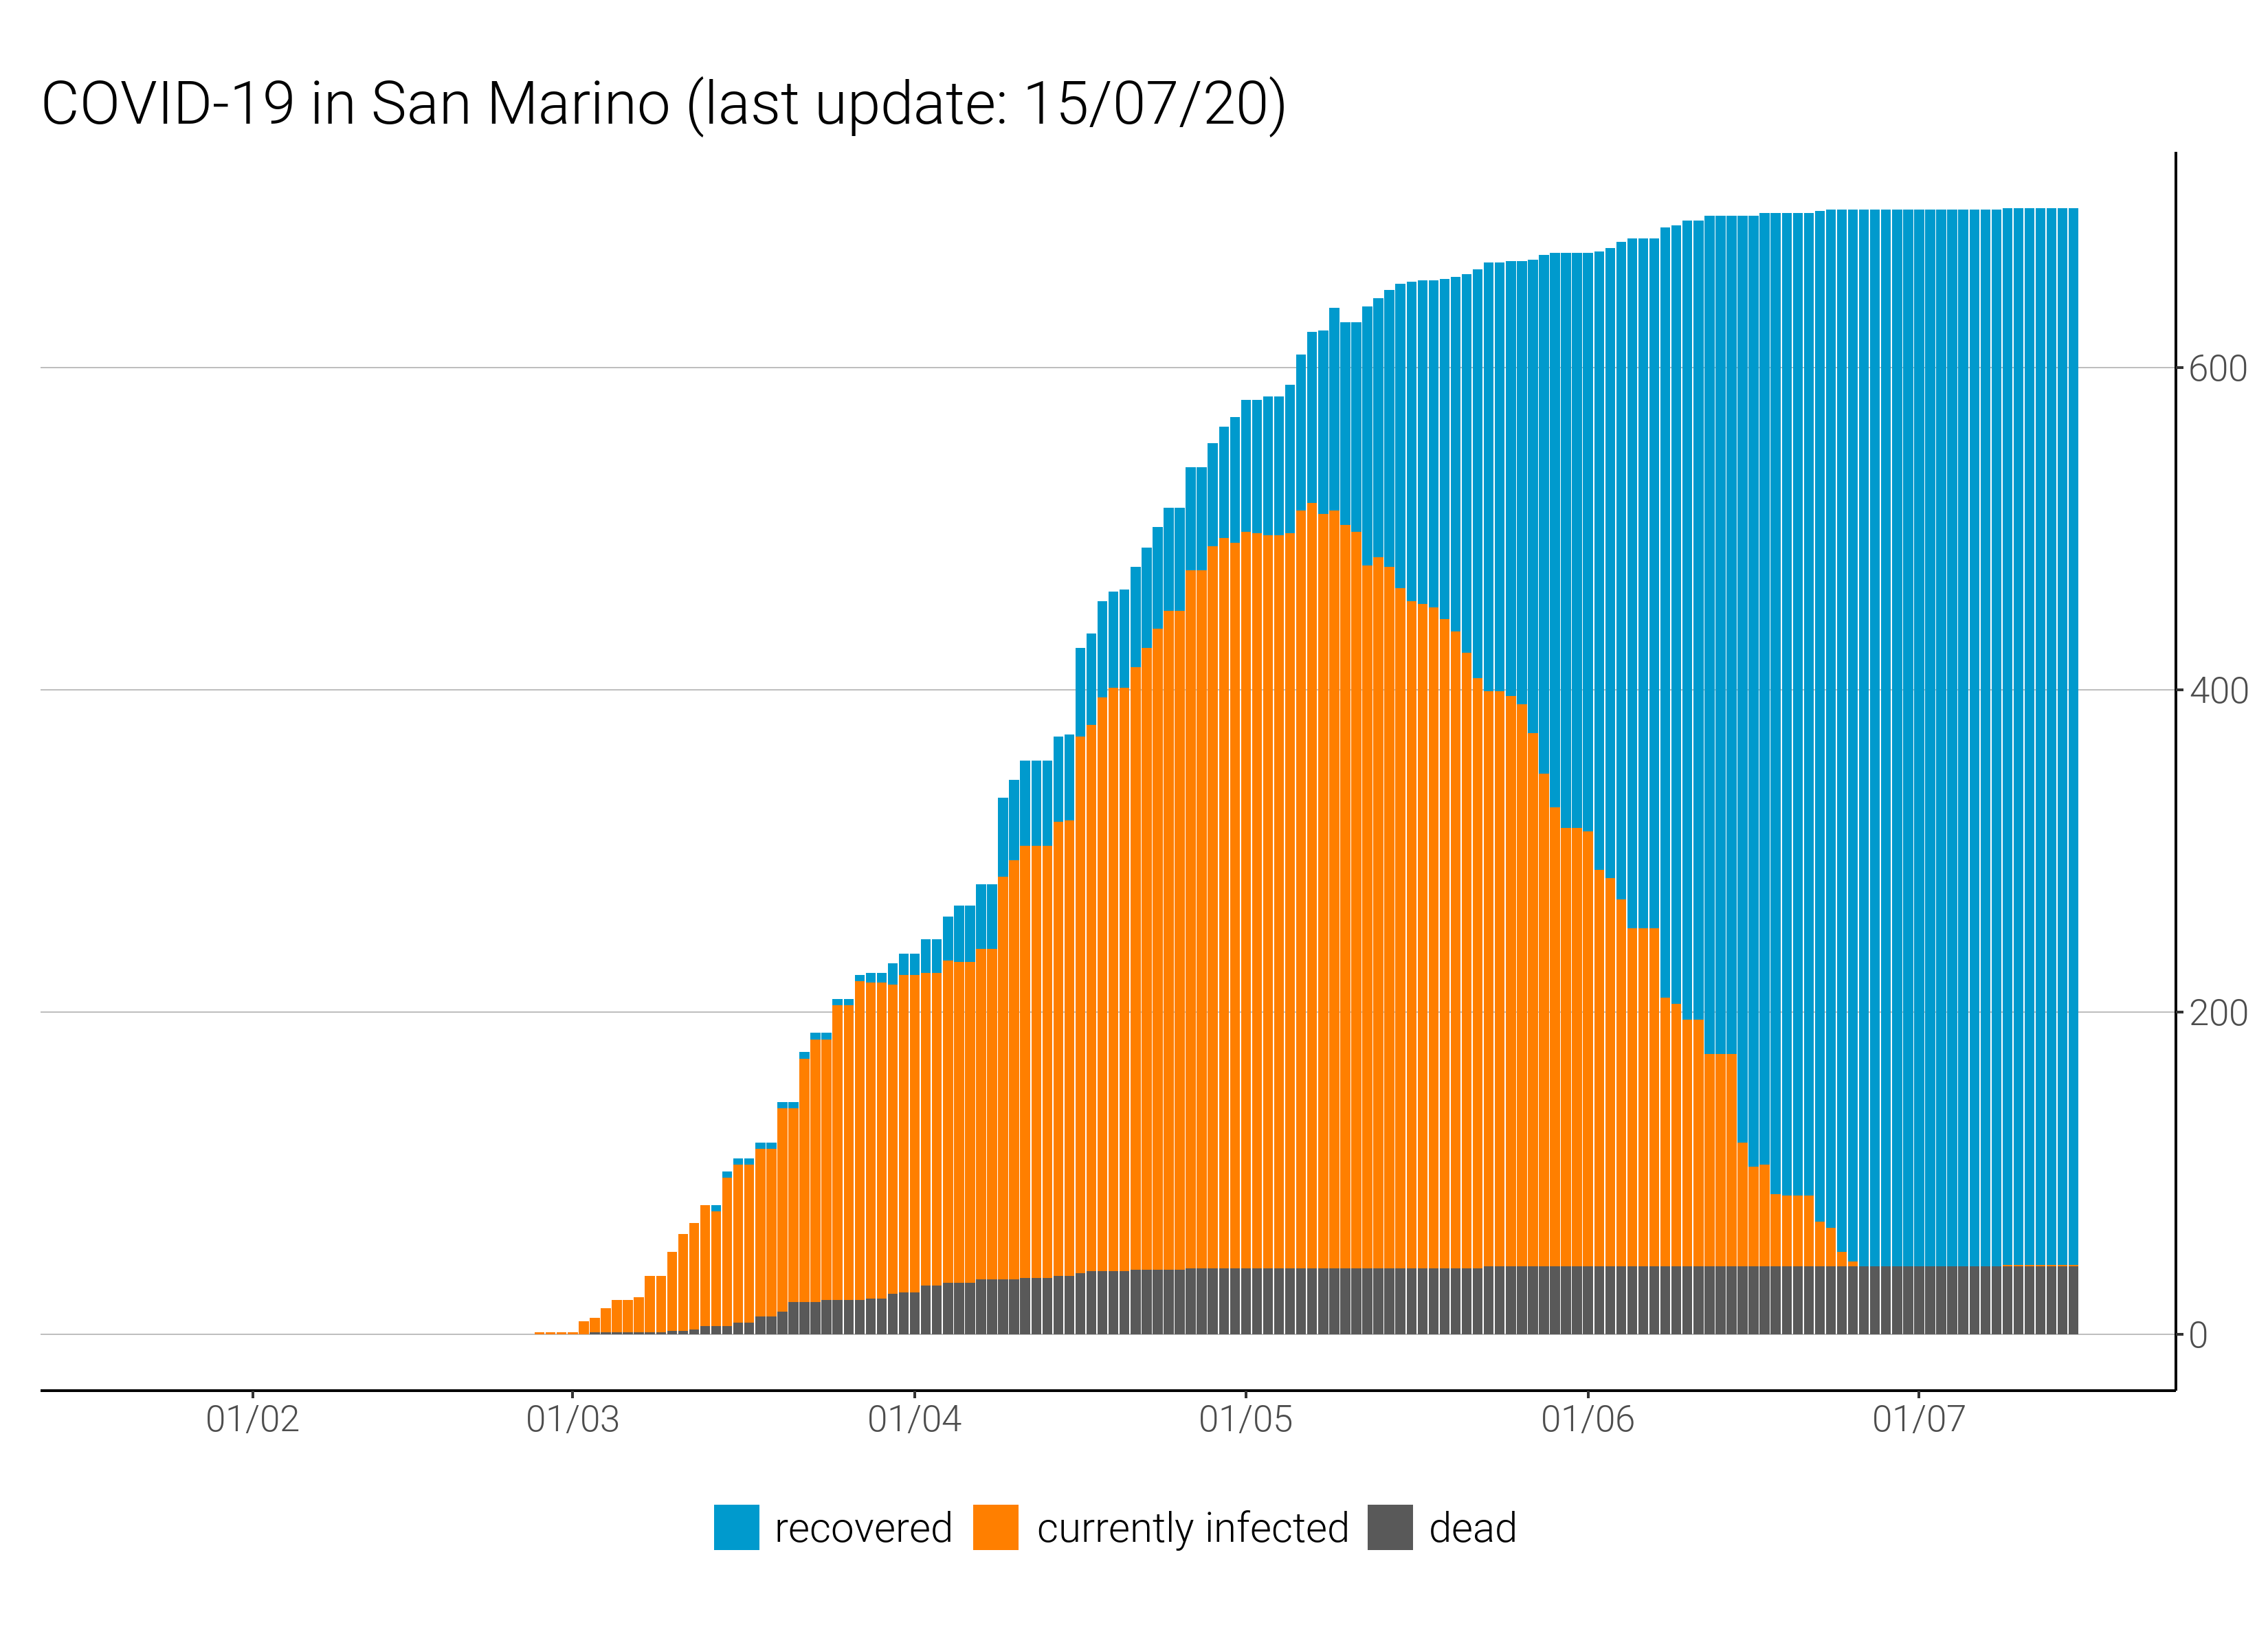 COVID-19 in San Marino (last update: 15/07/20)
600
400
200
0
01/02 01/03 01/04 01/05 01/06 01/07
recovered currently infected dead